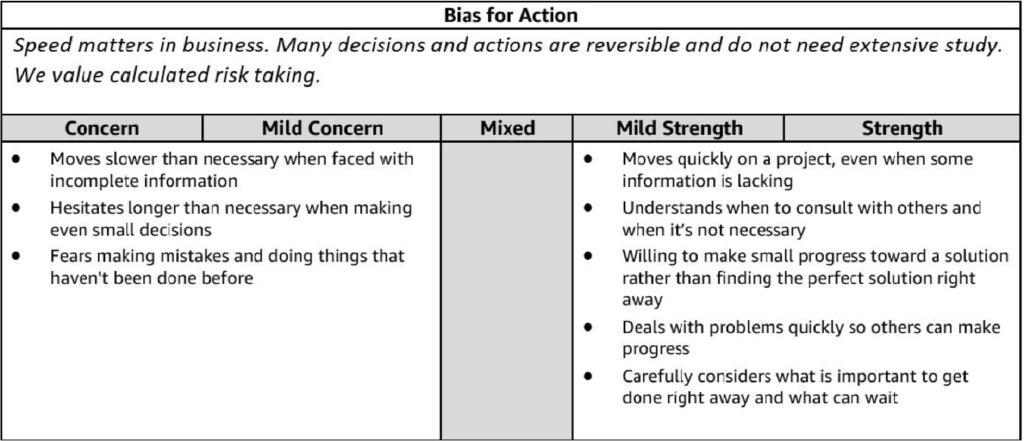 Bias for Action
Speed matters in business. Many decisions and actions are reversible and do not need extensive study.
We value calculated risk taking.
Concern Mild Concern Mixed Mild Strength Strength
• Moves slower than necessary when faced with
incomplete information
• Hesitates longer than necessary when making
even small decisions
• Fears making mistakes and doing things that
haven't been done before
• Moves quickly on a project, even when some
information is lacking
• Understands when to consult with others and
when it's not necessary
• Willing to make small progress toward a solution
rather than finding the perfect solution right
away
• Deals with problems quickly so others can make
progress
• Carefully considers what is important to get
done right away and what can wait